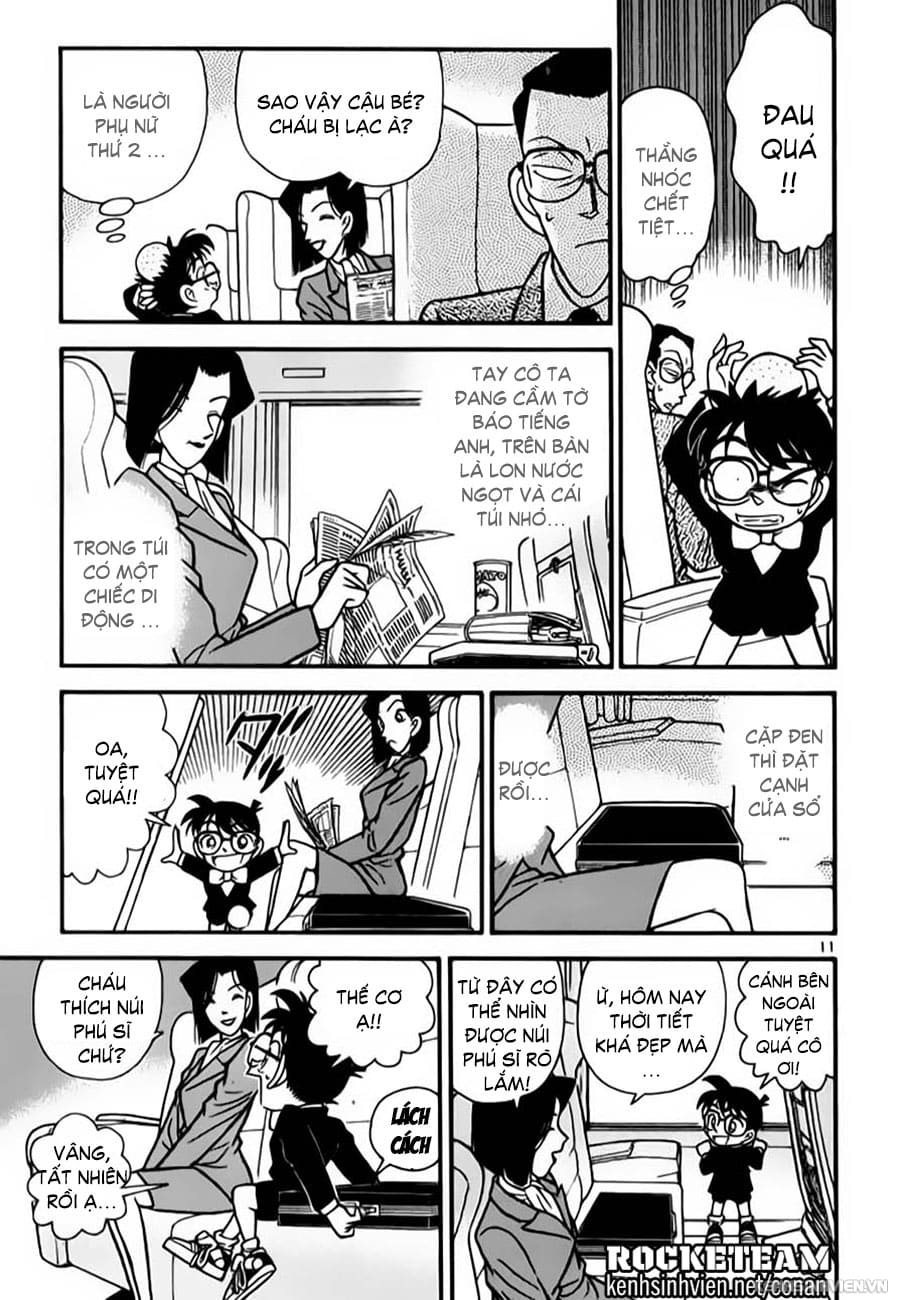 ĐAU
QUÁ
!!
THẰNG
NHÓC
CHẾT
TIỆT...
SAO VẬY CẬU BÉ?
CHÁU BỊ LẠC À?
LÀ NGƯỜI
PHỤ NỮ
THỨ 2 ...
TAY CÔ TA
ĐANG CẦM TỜ
BÁO TIẾNG
ANH, TRÊN BÀN
LÀ LON NƯỚC
NGỌT VÀ CÁI
TÚI NHỎ...
TRONG TÚI
CÓ MỘT
CHIẾC DI
ĐỘNG ...
CẶP ĐEN
THÌ ĐẶT
CẠNH
CỬA SỔ
...
ĐƯỢC
RỒI...
グッ
OA,
TUYỆT
QUÁ!!
11
CẢNH BÊN
NGOÀI
TUYỆT
QUÁ CÔ
ƠI!
Ừ, HÔM NAY
THỜI TIẾT
KHÁ ĐẸP MÀ
...
TỪ ĐÂY CÓ
THỂ NHÌN
ĐƯỢC NÚI
PHÚ SĨ RÕ
LẮM!
THẾ CƠ
Ạ!!
LÁCH
CÁCH
CHÁU
THÍCH NÚI
PHÚ SĨ
CHỨ?
VÂNG,
TẤT NHIÊN
RỒI Ạ...
ROCKETEAM
kenhsinhvien.net/conan